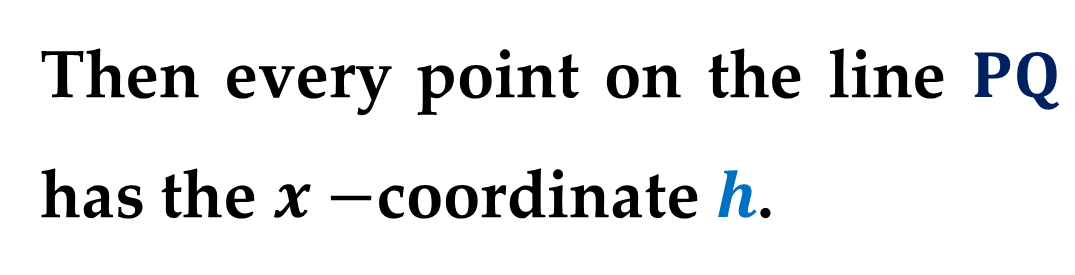 Then every point on the line PQ
has the x −coordinate h.